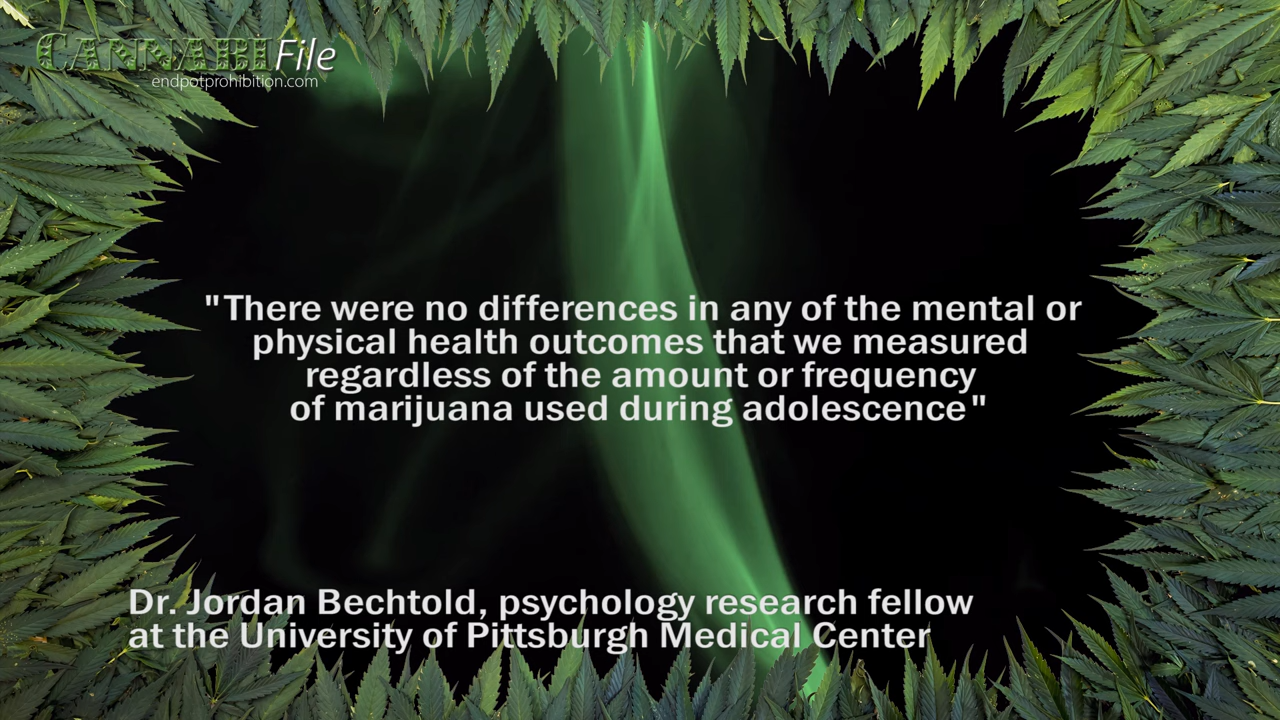 CANNABIFile
endpotprohibition.com
"There were no differences in any of the mental or
physical health outcomes that we measured
regardless of the amount or frequency
of marijuana used during adolescence"
Dr. Jordan Bechtold, psychology research fellow
at the University of Pittsburgh Medical Center